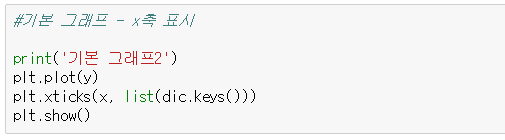 #기본 그래프 - x축 표시
print('기본 그래프2')
plt.plot(y)
plt.xticks(x, list(dic.keys()))
plt.show()